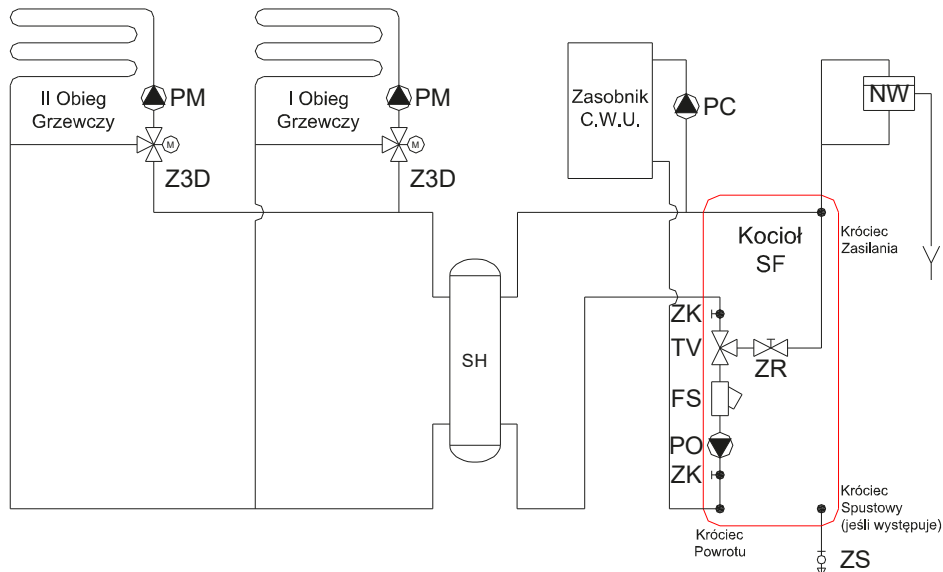 II Obieg
Grzewczy
PM
M
Z3D
I Obieg
Grzewczy
PM
M
Z3D
Zasobnik
C.W.U.
PC
NW
Kocioł
SF
Króciec
Zasilania
ZK
TV
ZR
FS
PO
ZK
SH
Króciec
Powrotu
Króciec
Spustowy
(jeśli występuje)
ZS